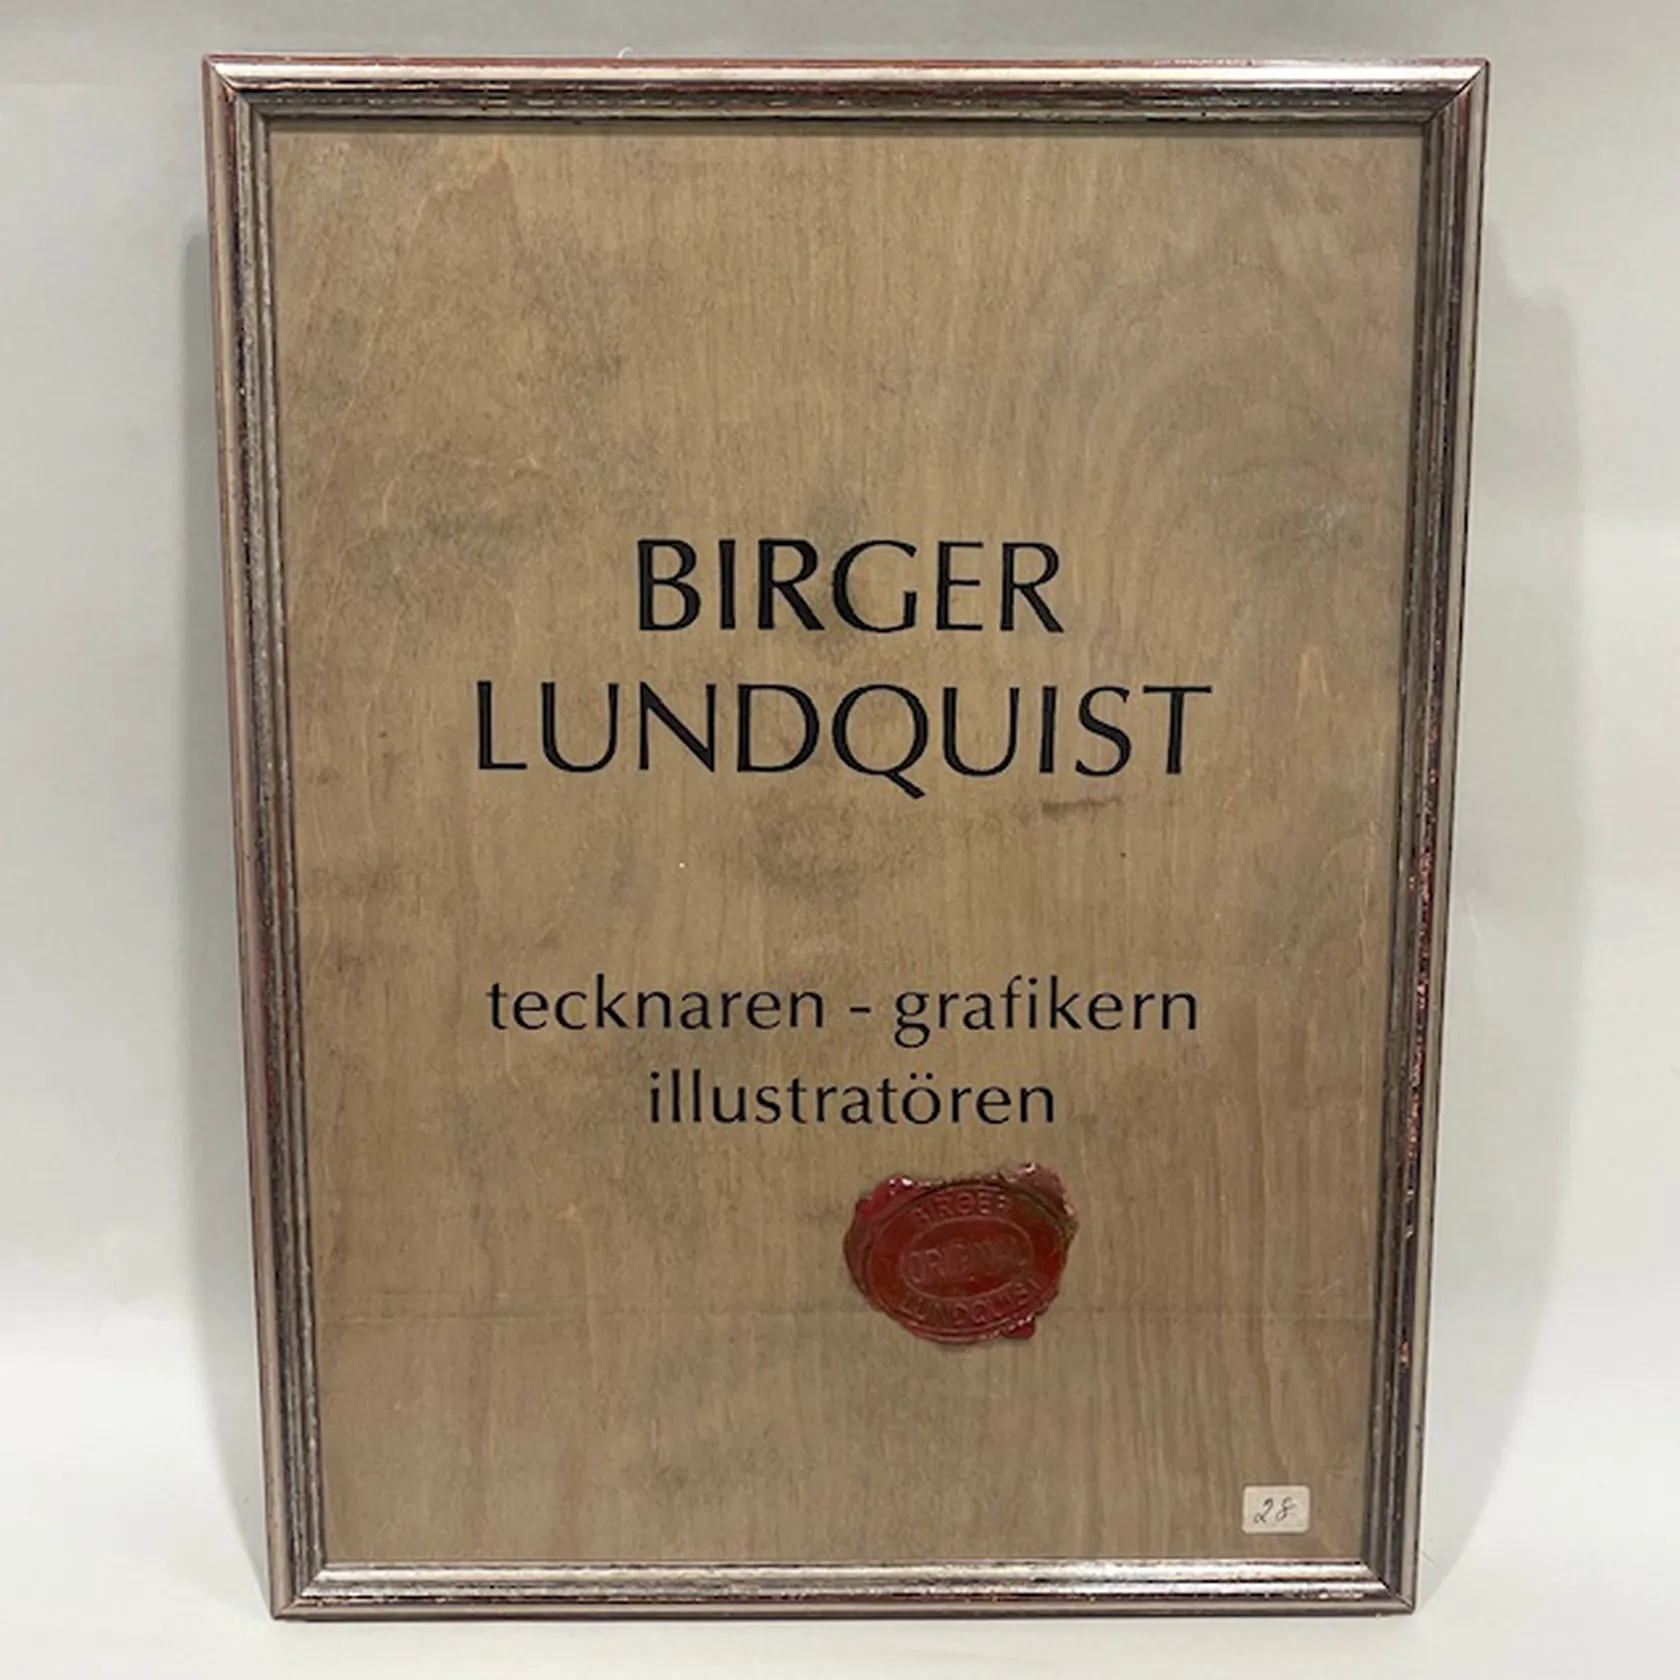 BIRGER
LUNDQUIST
tecknaren - grafikern
illustratören
BIRGER
ORIGINAL
LUNDQUIST
28